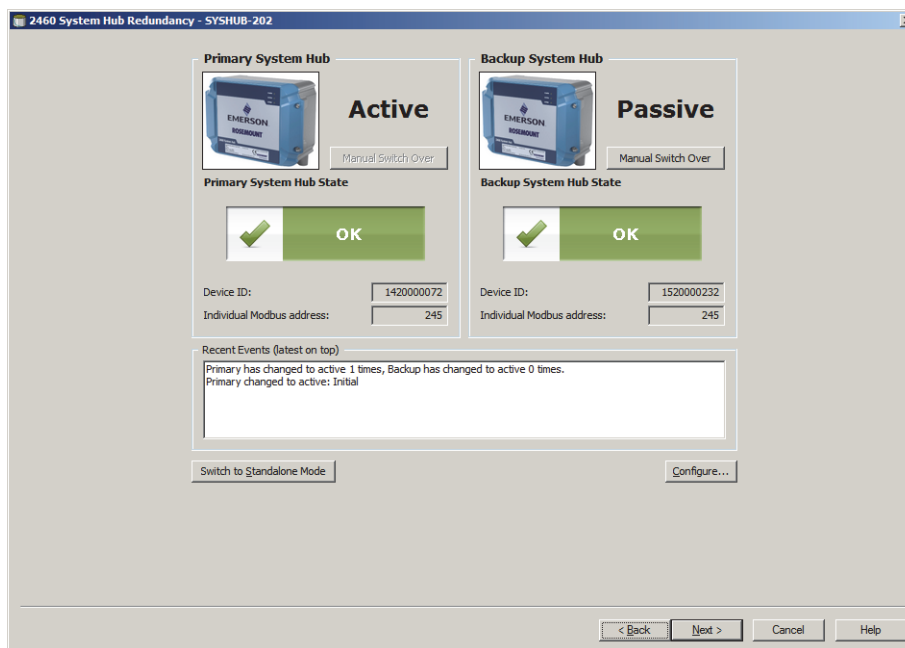 2460 System Hub Redundancy - SYSHUB-202
Primary System Hub
EMERSON
ROSEMOUNT
Active
Manual Switch Over
Primary System Hub State
OK
Device ID: 1420000072
Individual Modbus address: 245
Backup System Hub
EMERSON
ROSEMOUNT
Passive
Manual Switch Over
Backup System Hub State
OK
Device ID: 1520000232
Individual Modbus address: 245
Recent Events (latest on top)
Primary has changed to active 1 times, Backup has changed to active 0 times.
Primary changed to active: Initial
Switch to Standalone Mode
Configure...
< Back
Next >
Cancel
Help